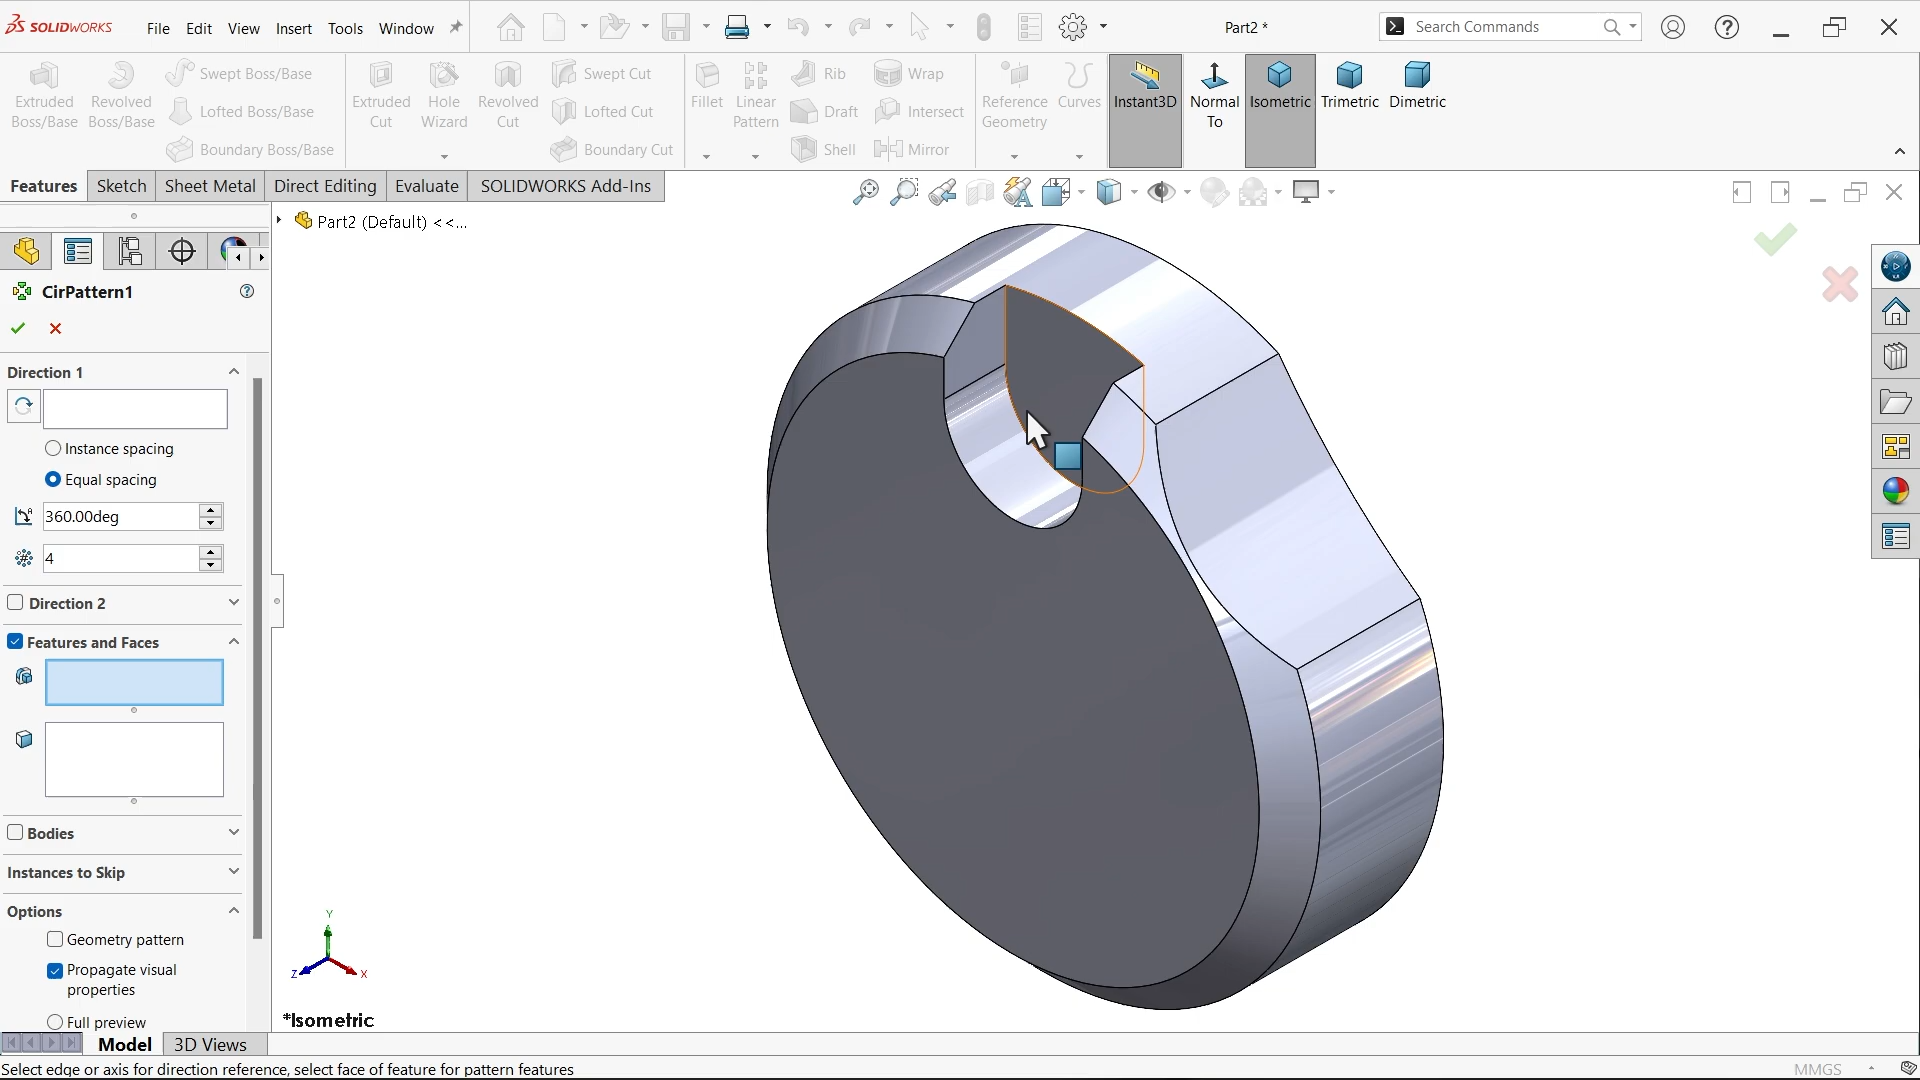 SOLIDWORKS File Edit View Insert Tools Window Part2 * Search Commands
Extruded Boss/Base
Revolved Boss/Base
Swept Boss/Base
Lofted Boss/Base
Boundary Boss/Base
Extruded Cut
Hole Wizard
Revolved Cut
Swept Cut
Lofted Cut
Boundary Cut
Fillet
Linear Pattern
Rib
Draft
Shell
Wrap
Intersect
Mirror
Reference Geometry
Curves
Instant3D
Normal To
Isometric
Trimetric
Dimetric
Features Sketch Sheet Metal Direct Editing Evaluate SOLIDWORKS Add-Ins
Part2 (Default) <<...
CirPattern1
Direction 1
Instance spacing
Equal spacing
360.00deg
4
Direction 2
Features and Faces
Bodies
Instances to Skip
Options
Geometry pattern
Propagate visual
properties
Full preview
Y
Z
X
*Isometric
Model 3D Views
Select edge or axis for direction reference, select face of feature for pattern features
MMGS